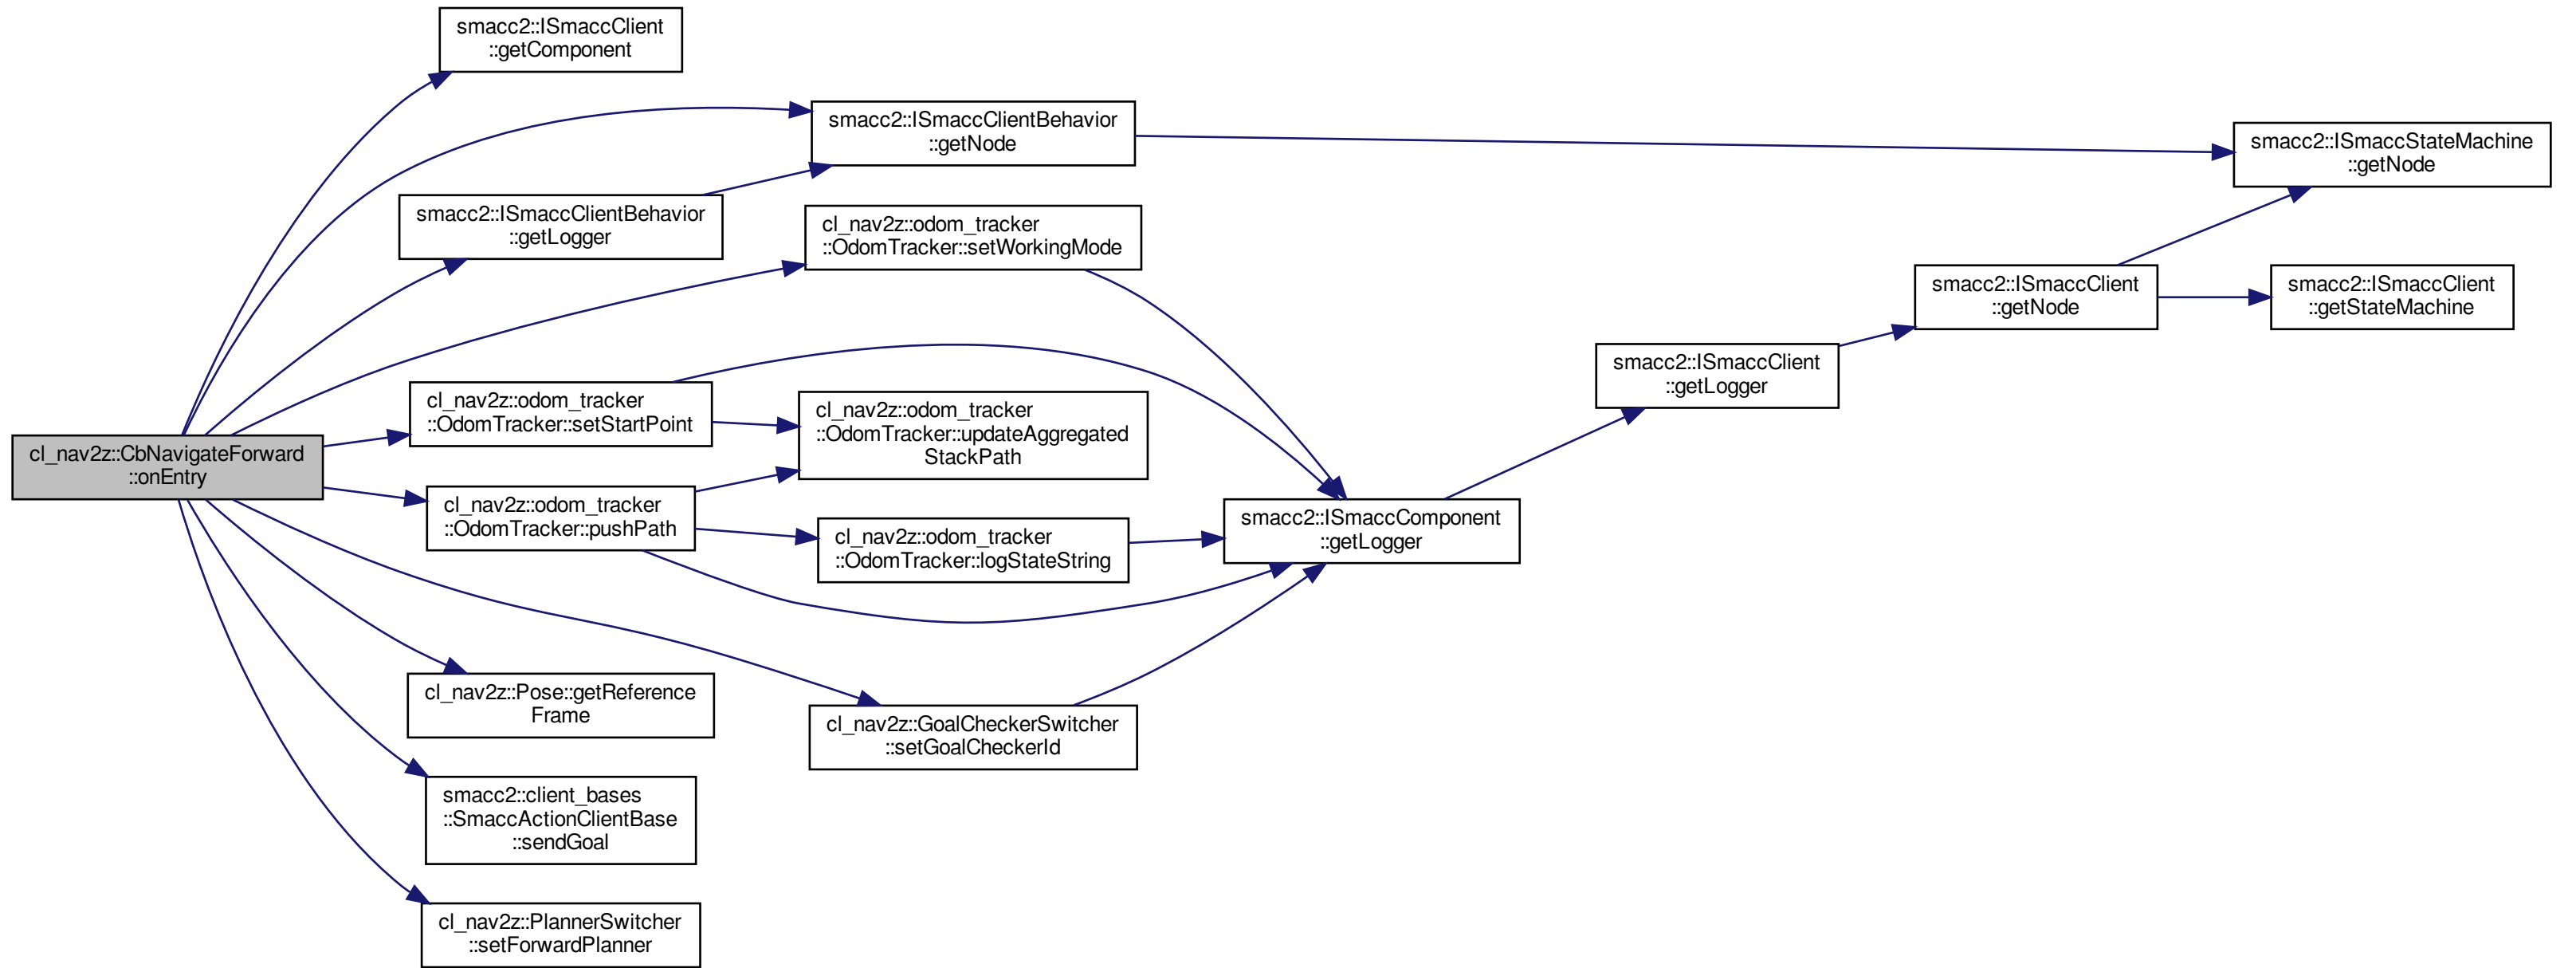 smacc2::ISmaccClient
::getComponent
smacc2::ISmaccClientBehavior
::getNode
smacc2::ISmaccStateMachine
::getNode
smacc2::ISmaccClientBehavior
::getLogger
cl_nav2z::odom_tracker
::OdomTracker::setWorkingMode
smacc2::ISmaccClient
::getNode
smacc2::ISmaccClient
::getStateMachine
smacc2::ISmaccClient
::getLogger
cl_nav2z::odom_tracker
::OdomTracker::setStartPoint
cl_nav2z::odom_tracker
::OdomTracker::updateAggregated
StackPath
cl_nav2z::CbNavigateForward
::onEntry
cl_nav2z::odom_tracker
::OdomTracker::pushPath
cl_nav2z::odom_tracker
::OdomTracker::logStateString
smacc2::ISmaccComponent
::getLogger
cl_nav2z::Pose::getReference
Frame
cl_nav2z::GoalCheckerSwitcher
::setGoalCheckerId
smacc2::client_bases
::SmaccActionClientBase
::sendGoal
cl_nav2z::PlannerSwitcher
::setForwardPlanner